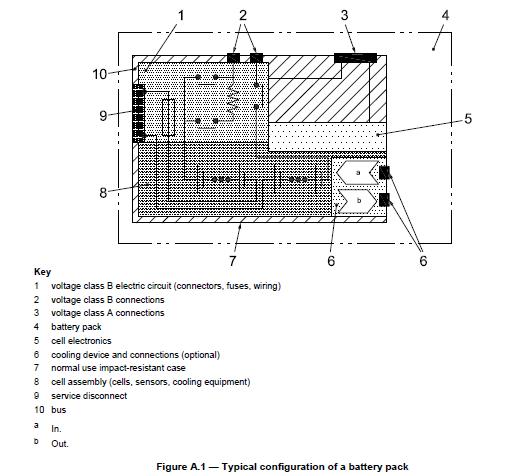 1 2 3 4
10
9
5
8
a
b
7 6 6
Key
1 voltage class B electric circuit (connectors, fuses, wiring)
2 voltage class B connections
3 voltage class A connections
4 battery pack
5 cell electronics
6 cooling device and connections (optional)
7 normal use impact-resistant case
8 cell assembly (cells, sensors, cooling equipment)
9 service disconnect
10 bus
a In.
b Out.
Figure A.1 — Typical configuration of a battery pack